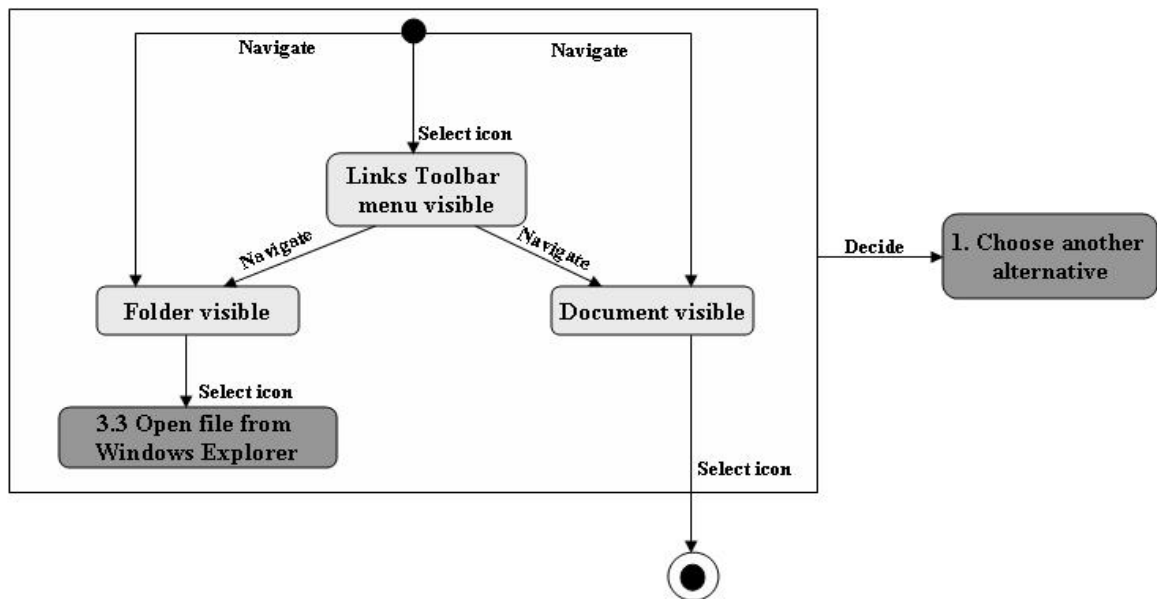 Navigate
Navigate
Select icon
Links Toolbar
menu visible
Navigate
Navigate
Decide
1. Choose another
alternative
Folder visible
Document visible
Select icon
3.3 Open file from
Windows Explorer
Select icon